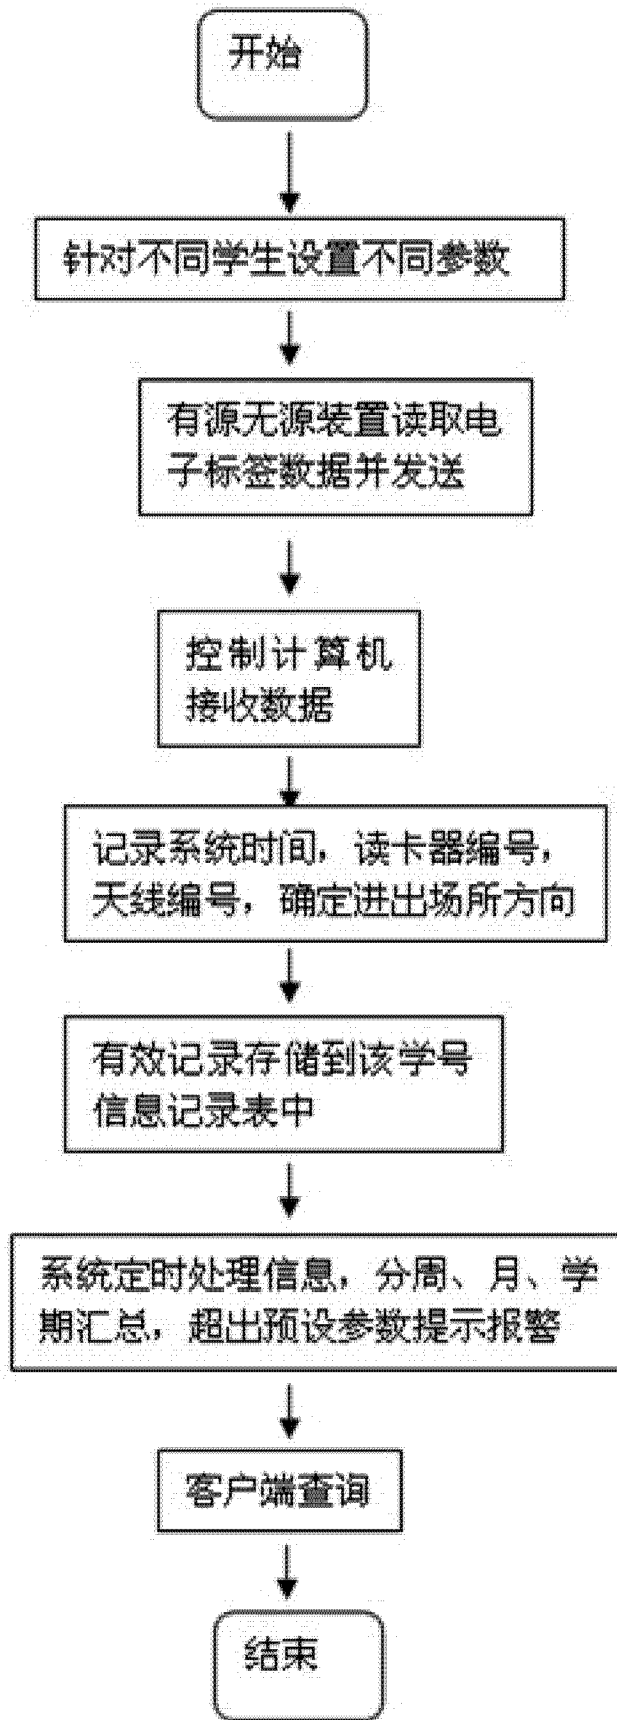 开始
针对不同学生设置不同参数
有源无源装置读取电
子标签数据并发送
控制计算机
接收数据
记录系统时间，读卡器编号，
天线编号，确定进出场所方向
有效记录存储到该学号
信息记录表中
系统定时处理信息，分周、月、学
期汇总，超出预设参数提示报警
客户端查询
结束